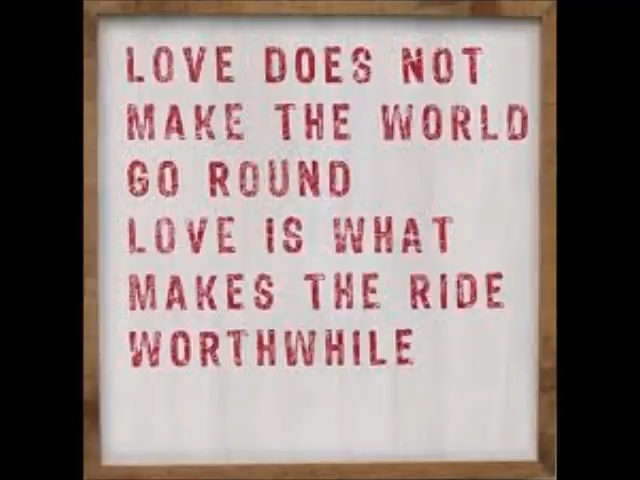 LOVE DOES NOT
MAKE THE WORLD
GO ROUND
LOVE IS WHAT
MAKES THE RIDE
WORTHWHILE